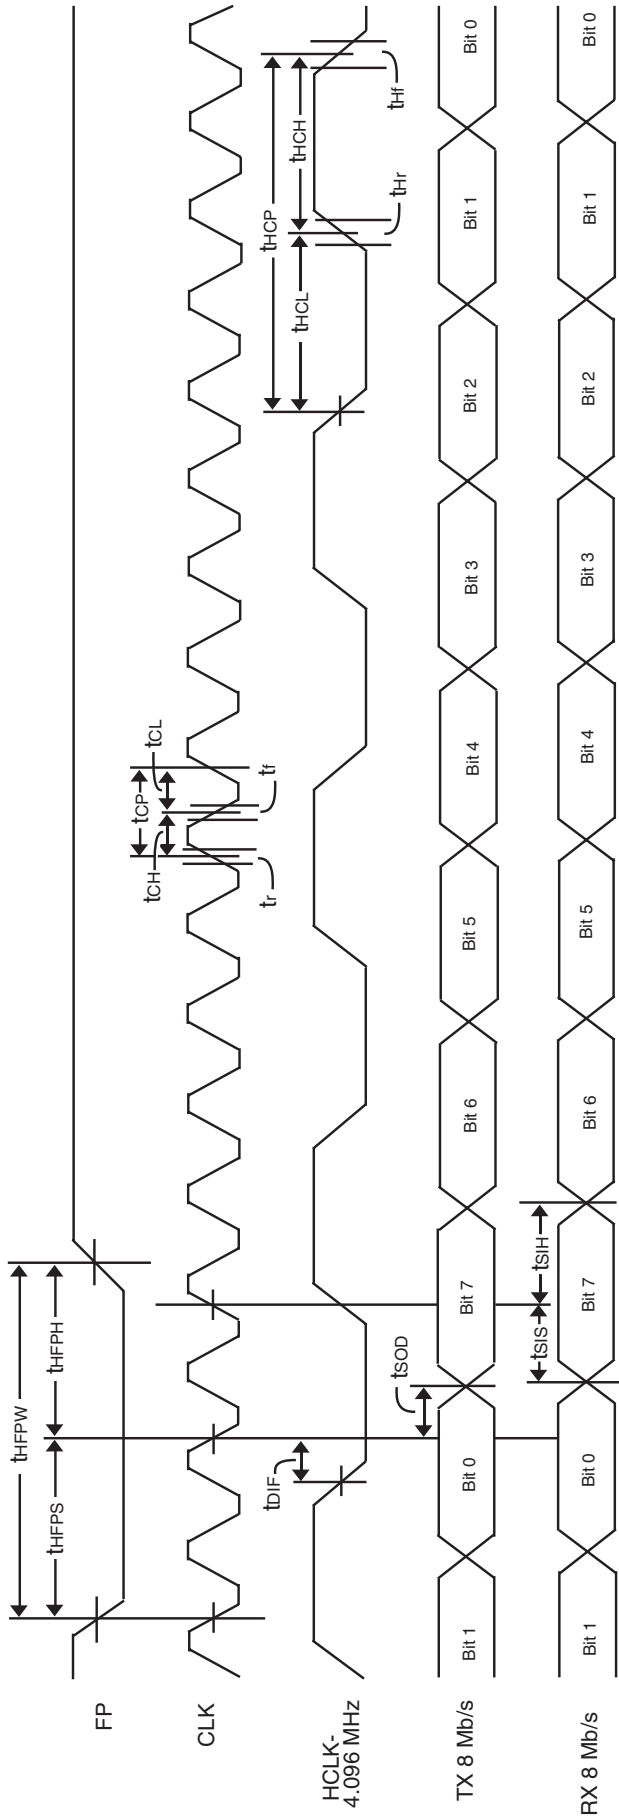 FP
tHFPW
tHFPS
tHFPH
CLK
tCP
tCH
tCL
tr
tf
HCLK-
4.096 MHz
tDIF
tHCP
tHCL
tHCH
tHr
tHf
TX 8 Mb/s
tSOD
Bit 1
Bit 0
Bit 7
Bit 6
Bit 5
Bit 4
Bit 3
Bit 2
Bit 1
Bit 0
RX 8 Mb/s
tSIS
tSIH
Bit 1
Bit 0
Bit 7
Bit 6
Bit 5
Bit 4
Bit 3
Bit 2
Bit 1
Bit 0